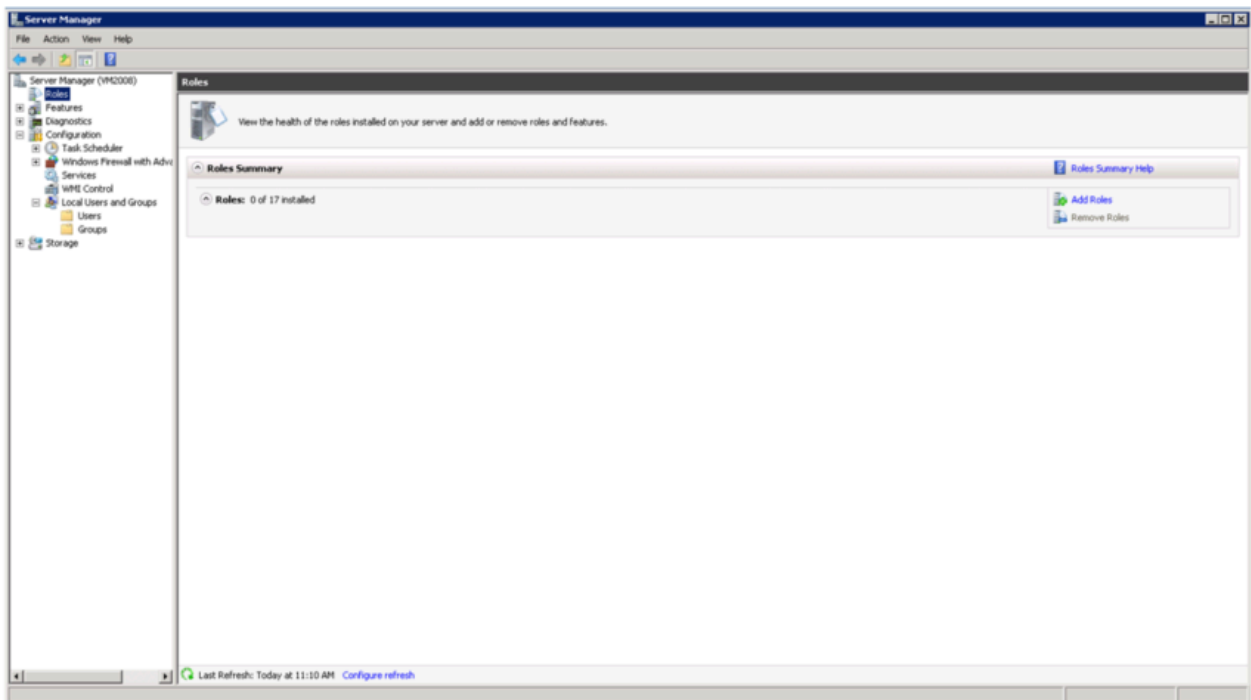 Server Manager
File Action View Help
Server Manager (VM2008)
Roles
Features
Diagnostics
Configuration
Task Scheduler
Windows Firewall with Adva
Services
WMI Control
Local Users and Groups
Users
Groups
Storage
Roles
View the health of the roles installed on your server and add or remove roles and features.
Roles Summary
Roles Summary Help
Roles: 0 of 17 installed
Add Roles
Remove Roles
Last Refresh: Today at 11:10 AM Configure refresh